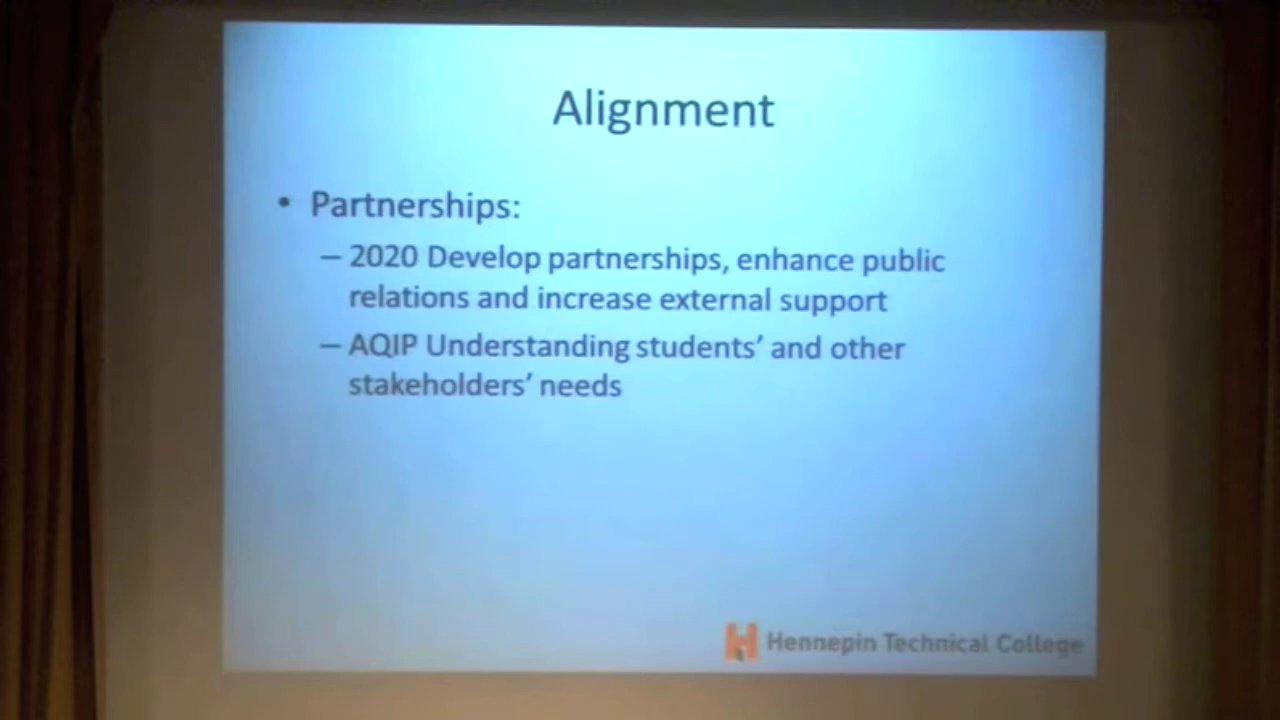 Alignment
• Partnerships:
– 2020 Develop partnerships, enhance public
relations and increase external support
– AQIP Understanding students’ and other
stakeholders’ needs
H Hennepin Technical College